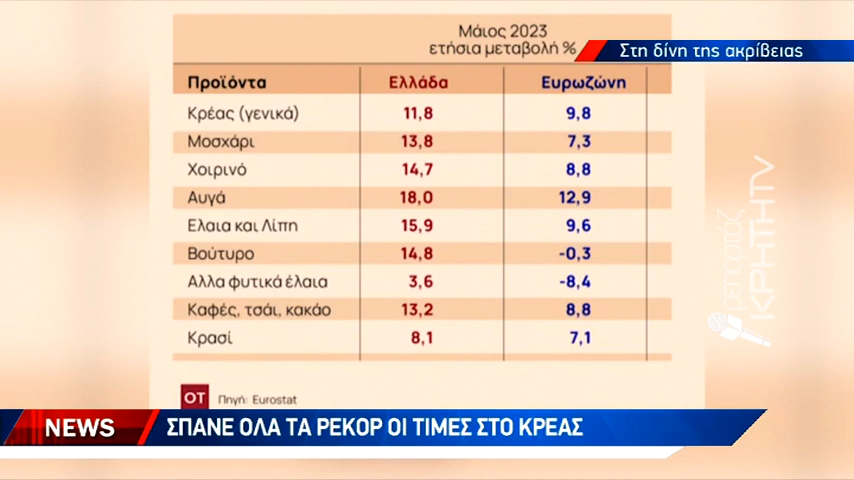 Μάιος 2023
ετήσια μεταβολή %
Στη δίνη της ακρίβειας
Προϊόντα Ελλάδα Ευρωζώνη
Κρέας (γενικά) 11,8 9,8
Μοσχάρι 13,8 7,3
Χοιρινό 14,7 8,8
Αυγά 18,0 12,9
Ελαια και Λίπη 15,9 9,6
Βούτυρο 14,8 -0,3
Αλλα φυτικά έλαια 3,6 -8,4
Καφές, τσάι, κακάο 13,2 8,8
Κρασί 8,1 7,1
ρεπορτάζ
ΚΡΗΤΗTV
ΟΤ Πηγή: Eurostat
NEWS ΣΠΑΝΕ ΟΛΑ ΤΑ ΡΕΚΟΡ ΟΙ ΤΙΜΕΣ ΣΤΟ ΚΡΕΑΣ